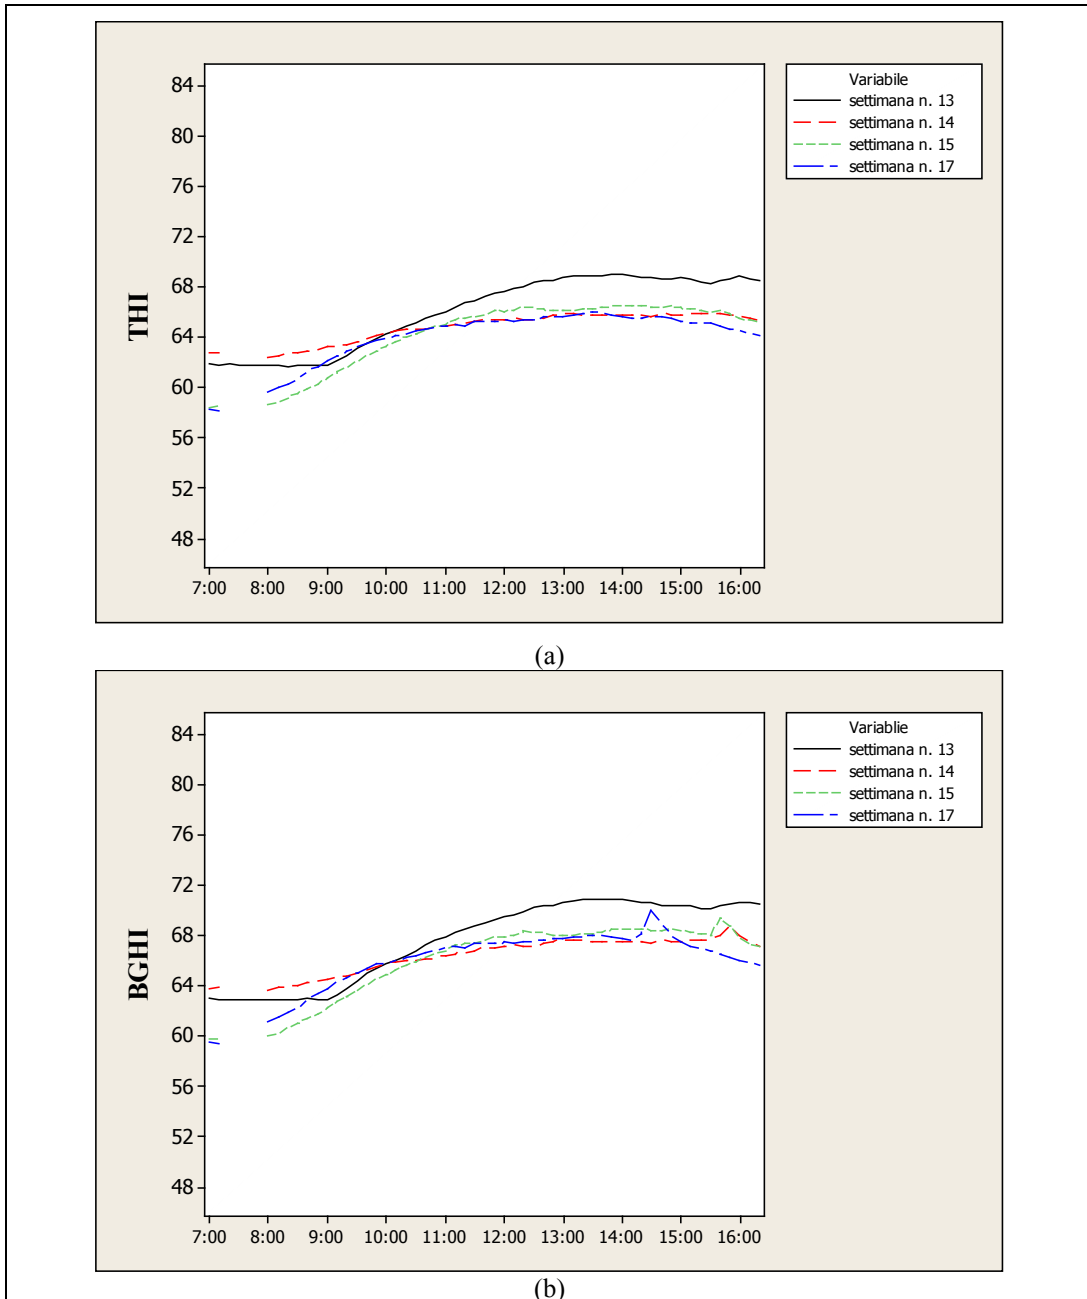 84
80
76
72
68
64
60
56
52
48
THI
7:00 8:00 9:00 10:00 11:00 12:00 13:00 14:00 15:00 16:00
Variabile
settimana n. 13
settimana n. 14
settimana n. 15
settimana n. 17
(a)
84
80
76
72
68
64
60
56
52
48
BGHI
7:00 8:00 9:00 10:00 11:00 12:00 13:00 14:00 15:00 16:00
Variablie
settimana n. 13
settimana n. 14
settimana n. 15
settimana n. 17
(b)